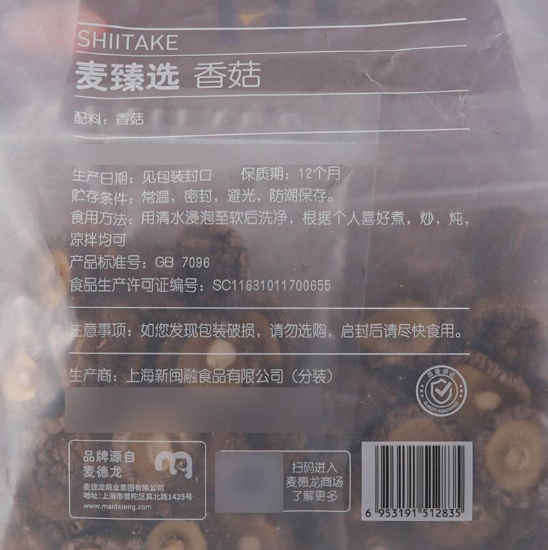 SHIITAKE
麦臻选 香菇
配料：香菇
生产日期：见包装封口 保质期：12个月
贮存条件：常温，密封，避光，防潮保存。
食用方法：用清水浸泡至软后洗净，根据个人喜好煮，炒，炖，
凉拌均可
产品标准号：GB 7096
食品生产许可证编号：SC11631011700655
注意事项：如您发现包装破损，请勿选购，启封后请尽快食用。
生产商：上海新闽融食品有限公司（分装）
品牌源自
麦德龙
麦德龙商业集团有限公司
地址：上海市普陀区真北路1425号
www.maidelong.com
扫码进入
麦德龙商场
了解更多
6 953191 512835